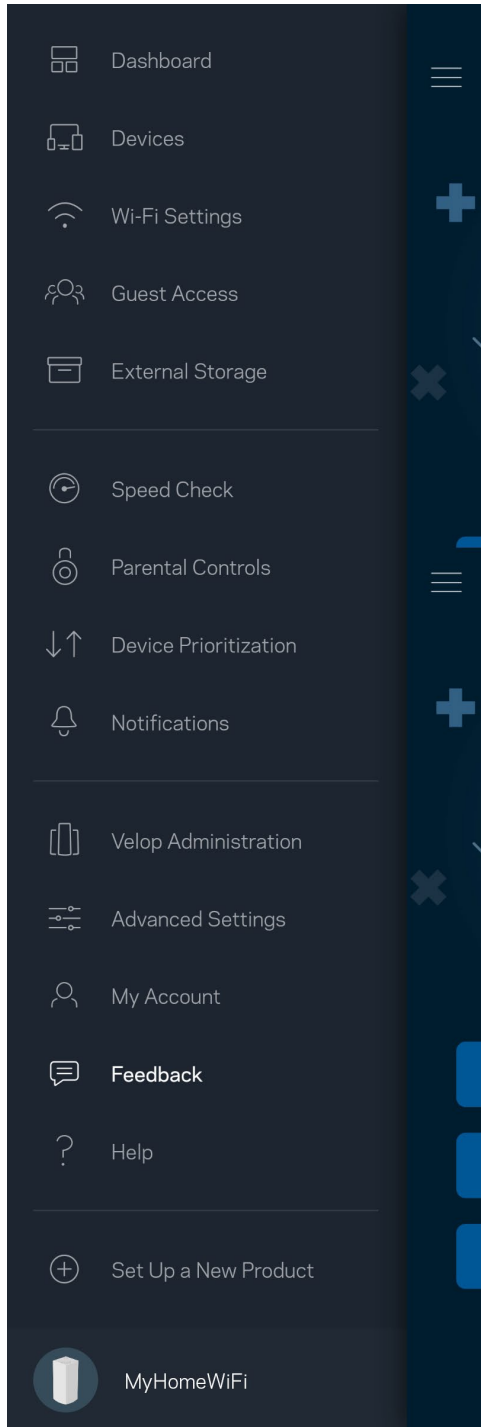 Dashboard
Devices
Wi-Fi Settings
Guest Access
External Storage
Speed Check
Parental Controls
Device Prioritization
Notifications
Velop Administration
Advanced Settings
My Account
Feedback
Help
Set Up a New Product
MyHomeWiFi